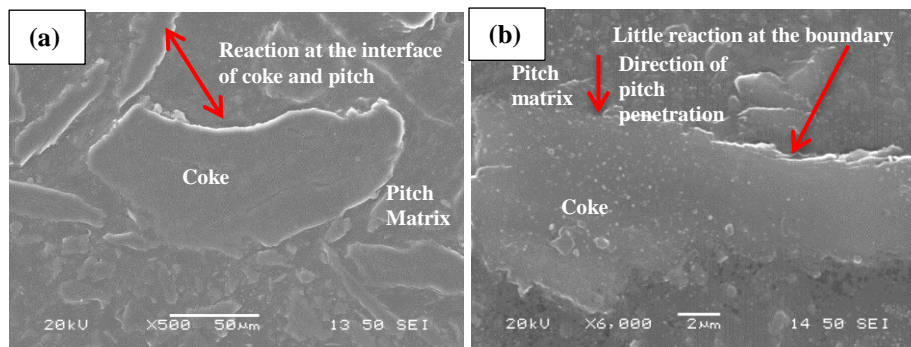 (a)
Reaction at the interface
of coke and pitch
Coke
Pitch
Matrix
20kV X500 50μm 13 50 SEI
(b)
Little reaction at the boundary
Pitch
matrix
Direction of
pitch
penetration
Coke
20kV X6,000 2μm 14 50 SEI